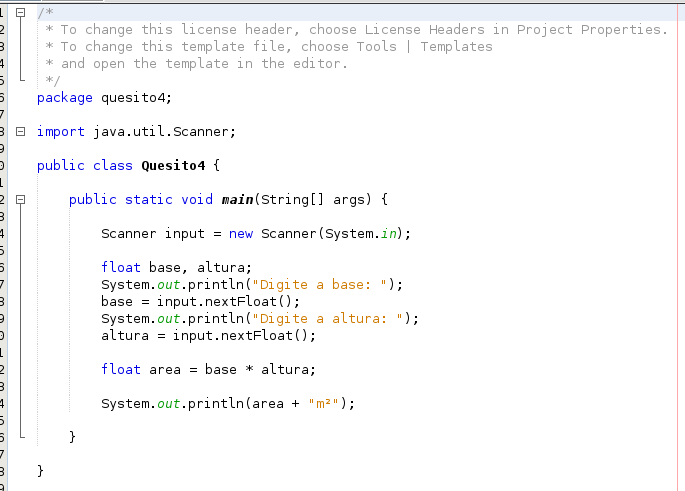 /*
* To change this license header, choose License Headers in Project Properties.
* To change this template file, choose Tools | Templates
* and open the template in the editor.
*/
package quesito4;
import java.util.Scanner;
public class Quesito4 {
public static void main(String[] args) {
Scanner input = new Scanner(System.in);
float base, altura;
System.out.println("Digite a base: ");
base = input.nextFloat();
System.out.println("Digite a altura: ");
altura = input.nextFloat();
float area = base * altura;
System.out.println(area + "m²");
}
}